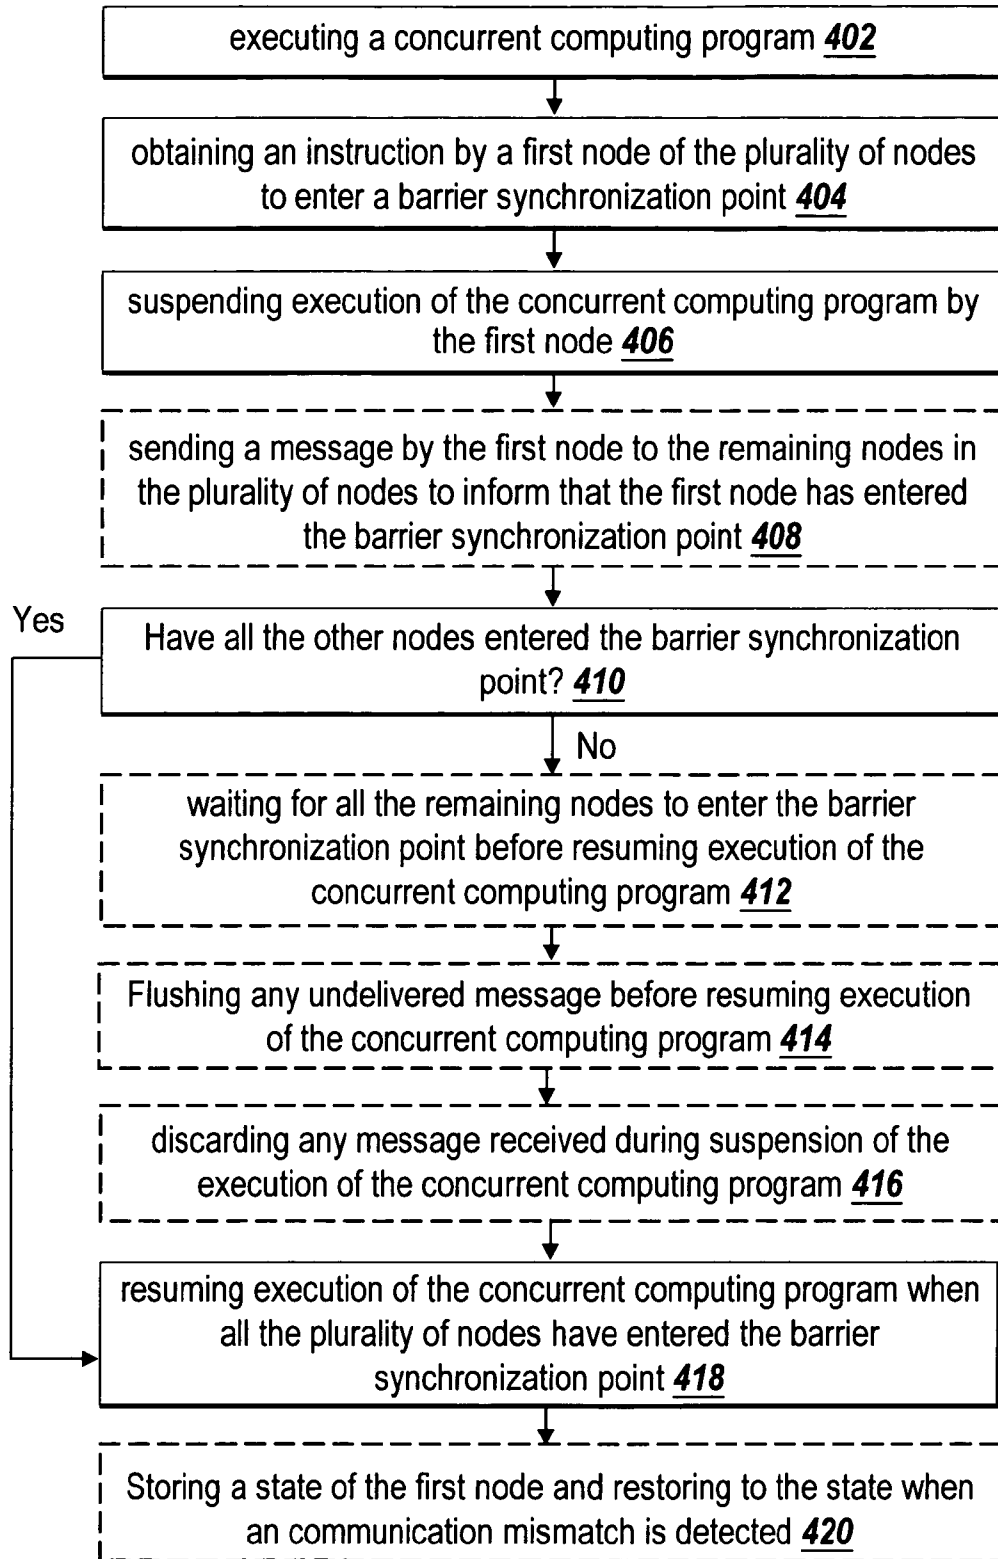 executing a concurrent computing program 402
obtaining an instruction by a first node of the plurality of nodes
to enter a barrier synchronization point 404
suspending execution of the concurrent computing program by
the first node 406
sending a message by the first node to the remaining nodes in
the plurality of nodes to inform that the first node has entered
the barrier synchronization point 408
Yes
Have all the other nodes entered the barrier synchronization
point? 410
No
waiting for all the remaining nodes to enter the barrier
synchronization point before resuming execution of the
concurrent computing program 412
Flushing any undelivered message before resuming execution
of the concurrent computing program 414
discarding any message received during suspension of the
execution of the concurrent computing program 416
resuming execution of the concurrent computing program when
all the plurality of nodes have entered the barrier
synchronization point 418
Storing a state of the first node and restoring to the state when
an communication mismatch is detected 420